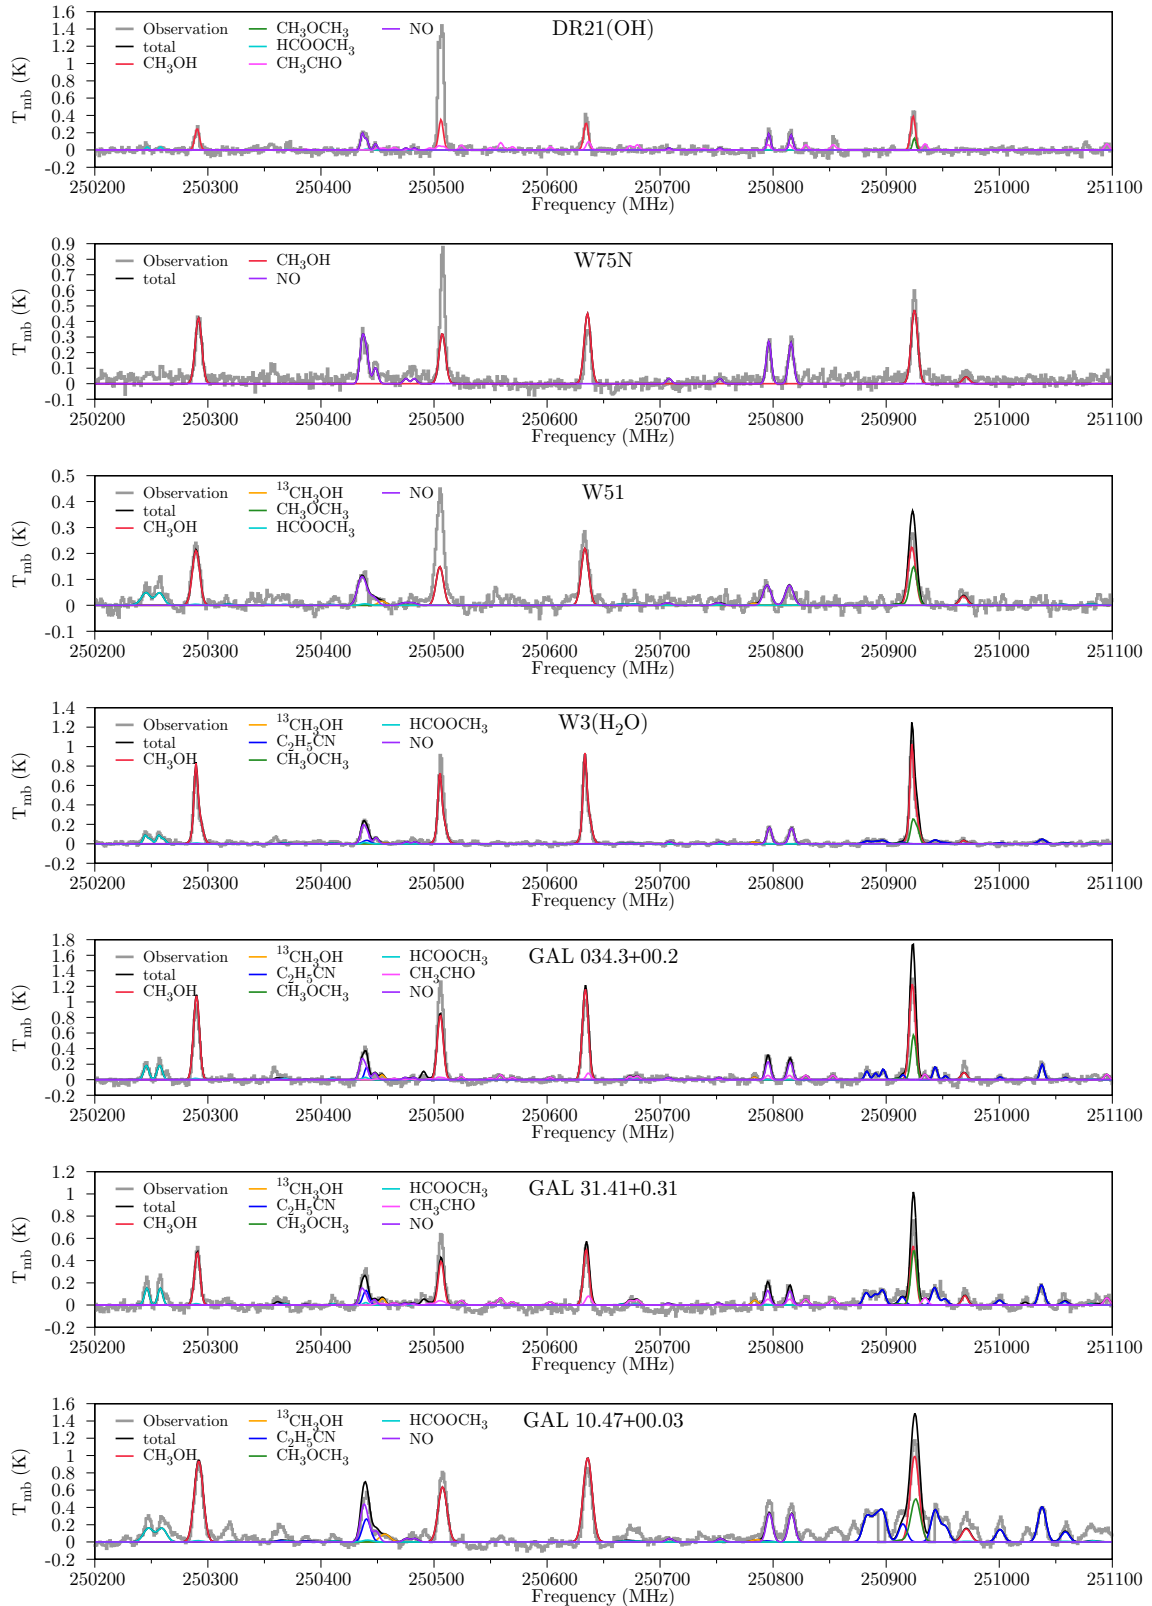 DR21(OH)
Observation CH₃OCH₃ NO
total HCOOCH₃
CH₃OH CH₃CHO
T_mb (K)
1.6
1.4
1.2
1
0.8
0.6
0.4
0.2
0
-0.2
250200 250300 250400 250500 250600 250700 250800 250900 251000 251100
Frequency (MHz)
W75N
Observation CH₃OH
total NO
T_mb (K)
0.9
0.8
0.7
0.6
0.5
0.4
0.3
0.2
0.1
0
-0.1
250200 250300 250400 250500 250600 250700 250800 250900 251000 251100
Frequency (MHz)
W51
Observation ¹³CH₃OH NO
total CH₃OCH₃
CH₃OH HCOOCH₃
T_mb (K)
0.5
0.4
0.3
0.2
0.1
0
-0.1
250200 250300 250400 250500 250600 250700 250800 250900 251000 251100
Frequency (MHz)
W3(H₂O)
Observation ¹³CH₃OH HCOOCH₃
total C₂H₅CN NO
CH₃OH CH₃OCH₃
T_mb (K)
1.4
1.2
1
0.8
0.6
0.4
0.2
0
-0.2
250200 250300 250400 250500 250600 250700 250800 250900 251000 251100
Frequency (MHz)
GAL 034.3+00.2
Observation ¹³CH₃OH HCOOCH₃
total C₂H₅CN CH₃CHO
CH₃OH CH₃OCH₃ NO
T_mb (K)
1.8
1.6
1.4
1.2
1
0.8
0.6
0.4
0.2
0
-0.2
250200 250300 250400 250500 250600 250700 250800 250900 251000 251100
Frequency (MHz)
GAL 31.41+0.31
Observation ¹³CH₃OH HCOOCH₃
total C₂H₅CN CH₃CHO
CH₃OH CH₃OCH₃ NO
T_mb (K)
1.2
1
0.8
0.6
0.4
0.2
0
-0.2
250200 250300 250400 250500 250600 250700 250800 250900 251000 251100
Frequency (MHz)
GAL 10.47+00.03
Observation ¹³CH₃OH HCOOCH₃
total C₂H₅CN NO
CH₃OH CH₃OCH₃
T_mb (K)
1.6
1.4
1.2
1
0.8
0.6
0.4
0.2
0
-0.2
250200 250300 250400 250500 250600 250700 250800 250900 251000 251100
Frequency (MHz)